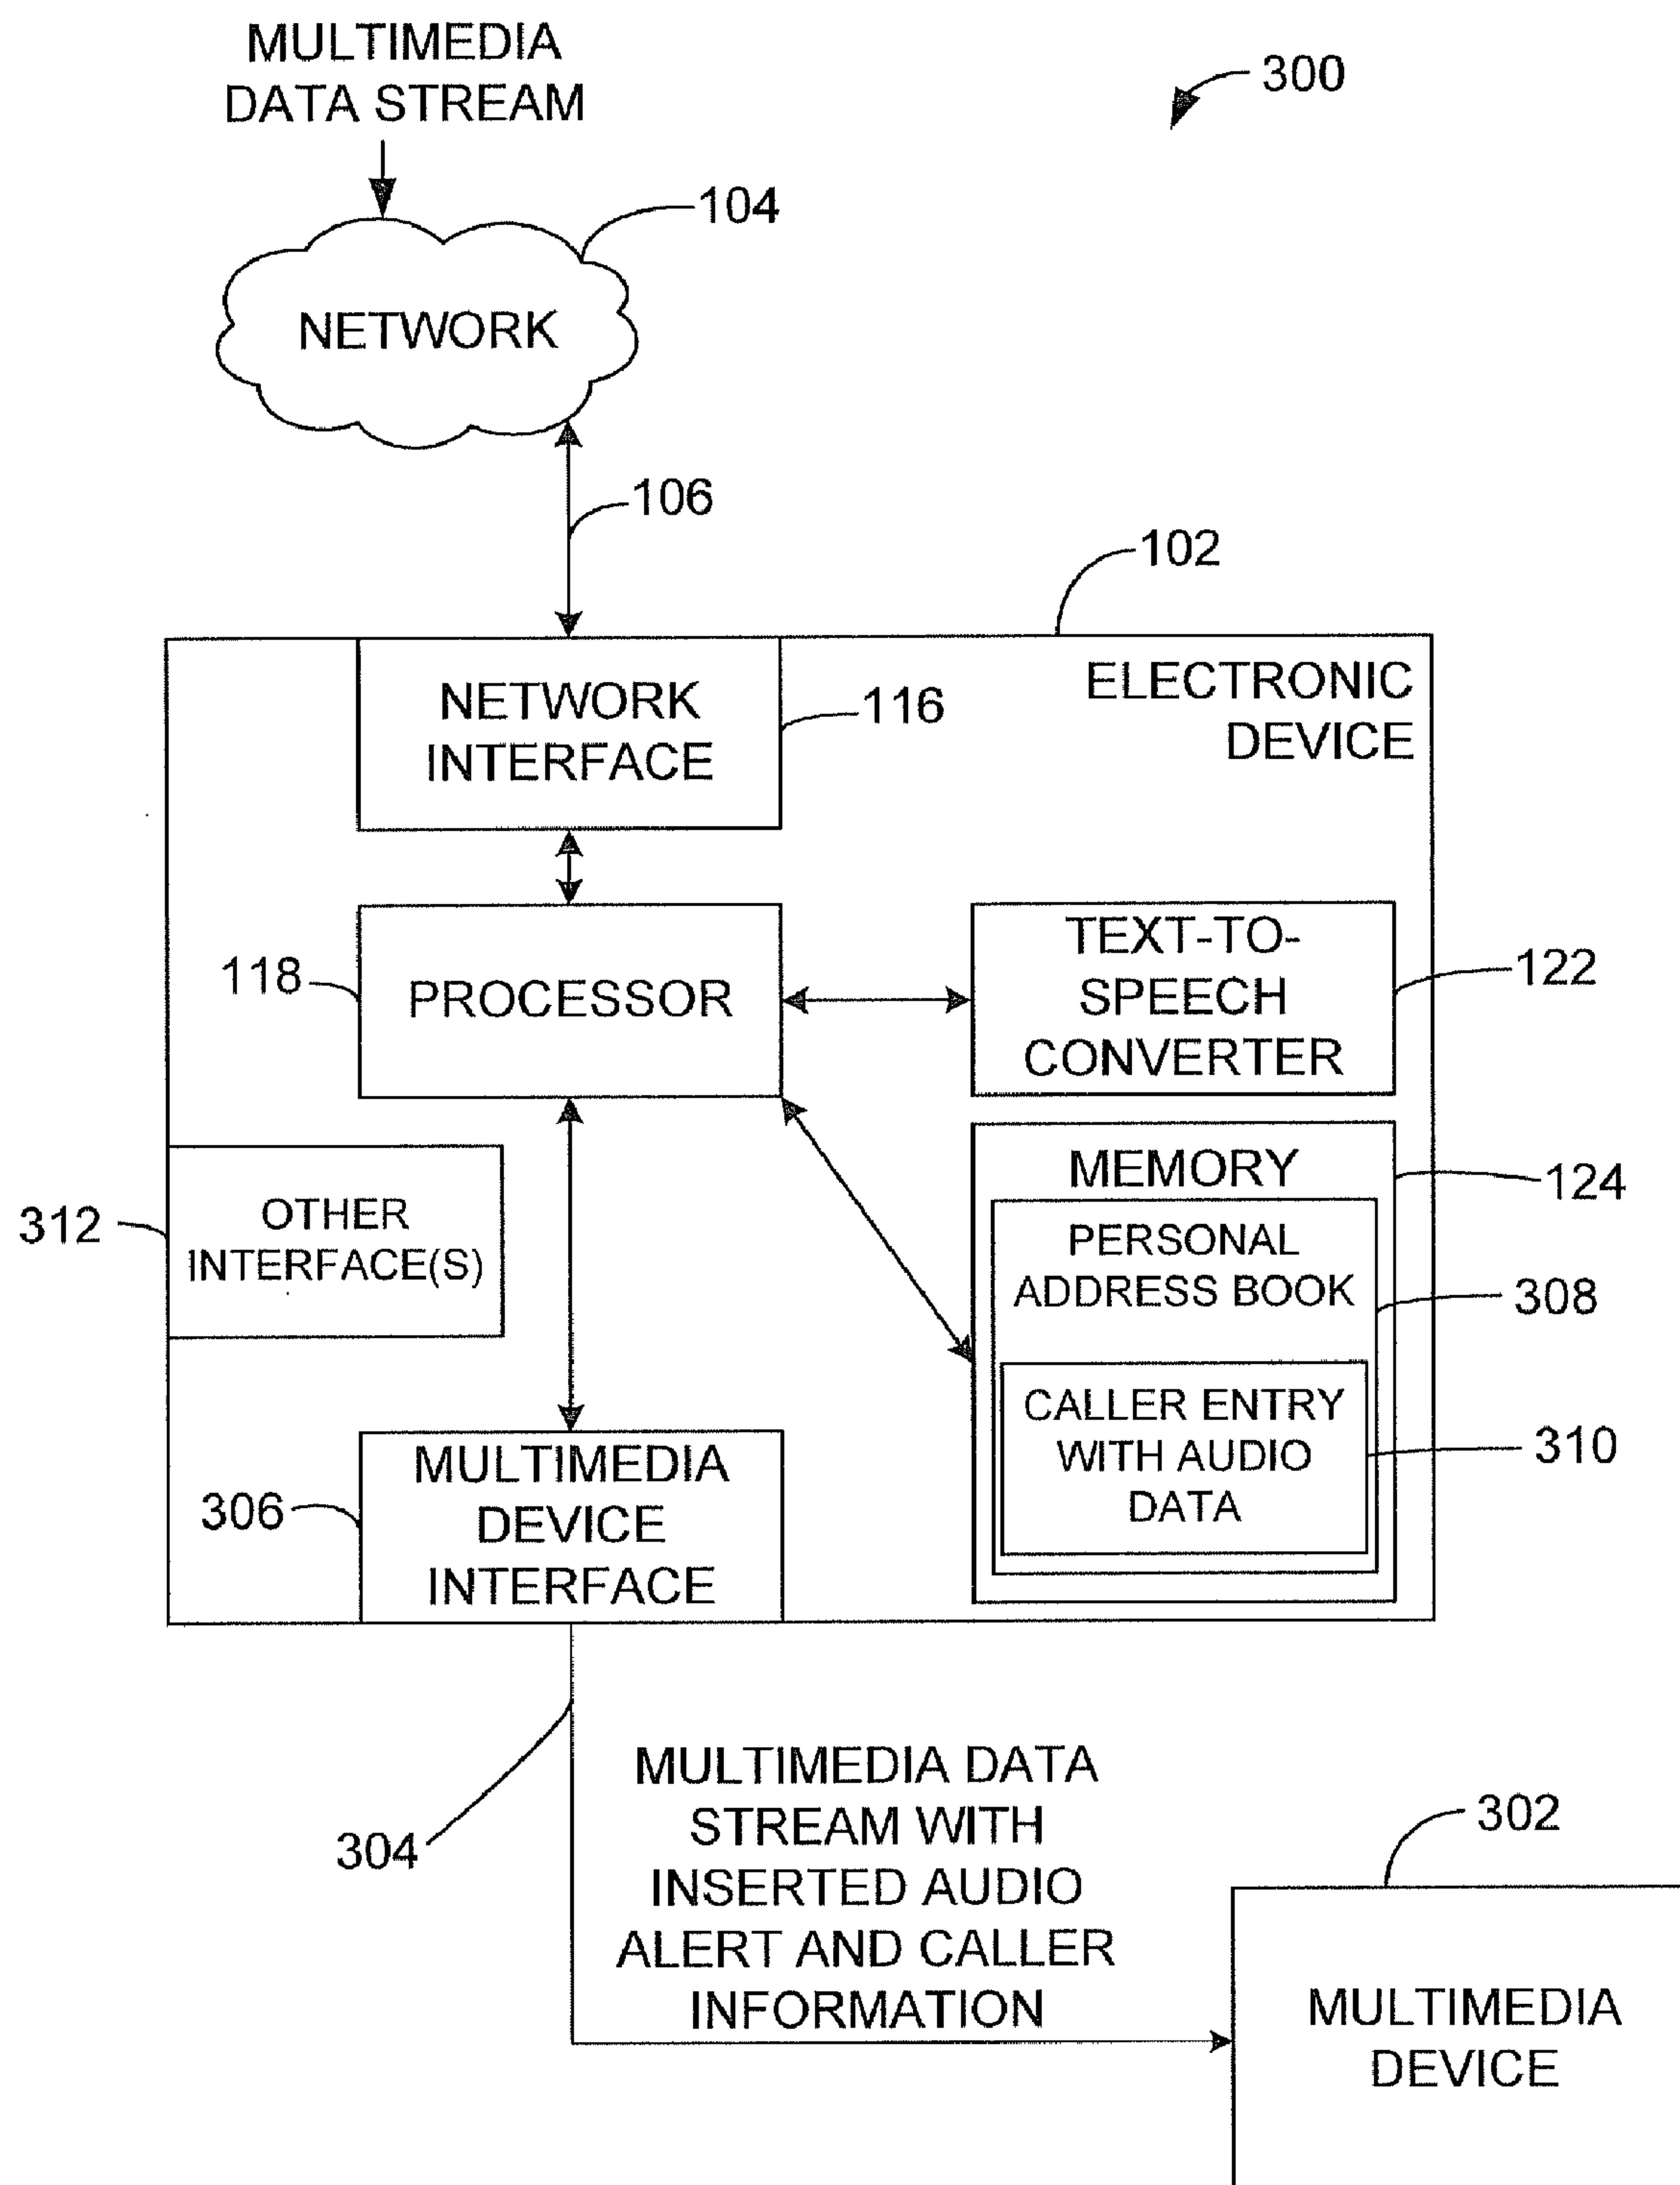 MULTIMEDIA
DATA STREAM
300
104
NETWORK
106
102
ELECTRONIC
DEVICE
NETWORK
INTERFACE
116
118
PROCESSOR
TEXT-TO-
SPEECH
CONVERTER
122
MEMORY
124
312
OTHER
INTERFACE(S)
PERSONAL
ADDRESS BOOK
308
CALLER ENTRY
WITH AUDIO
DATA
310
306
MULTIMEDIA
DEVICE
INTERFACE
304
MULTIMEDIA DATA
STREAM WITH
INSERTED AUDIO
ALERT AND CALLER
INFORMATION
302
MULTIMEDIA
DEVICE